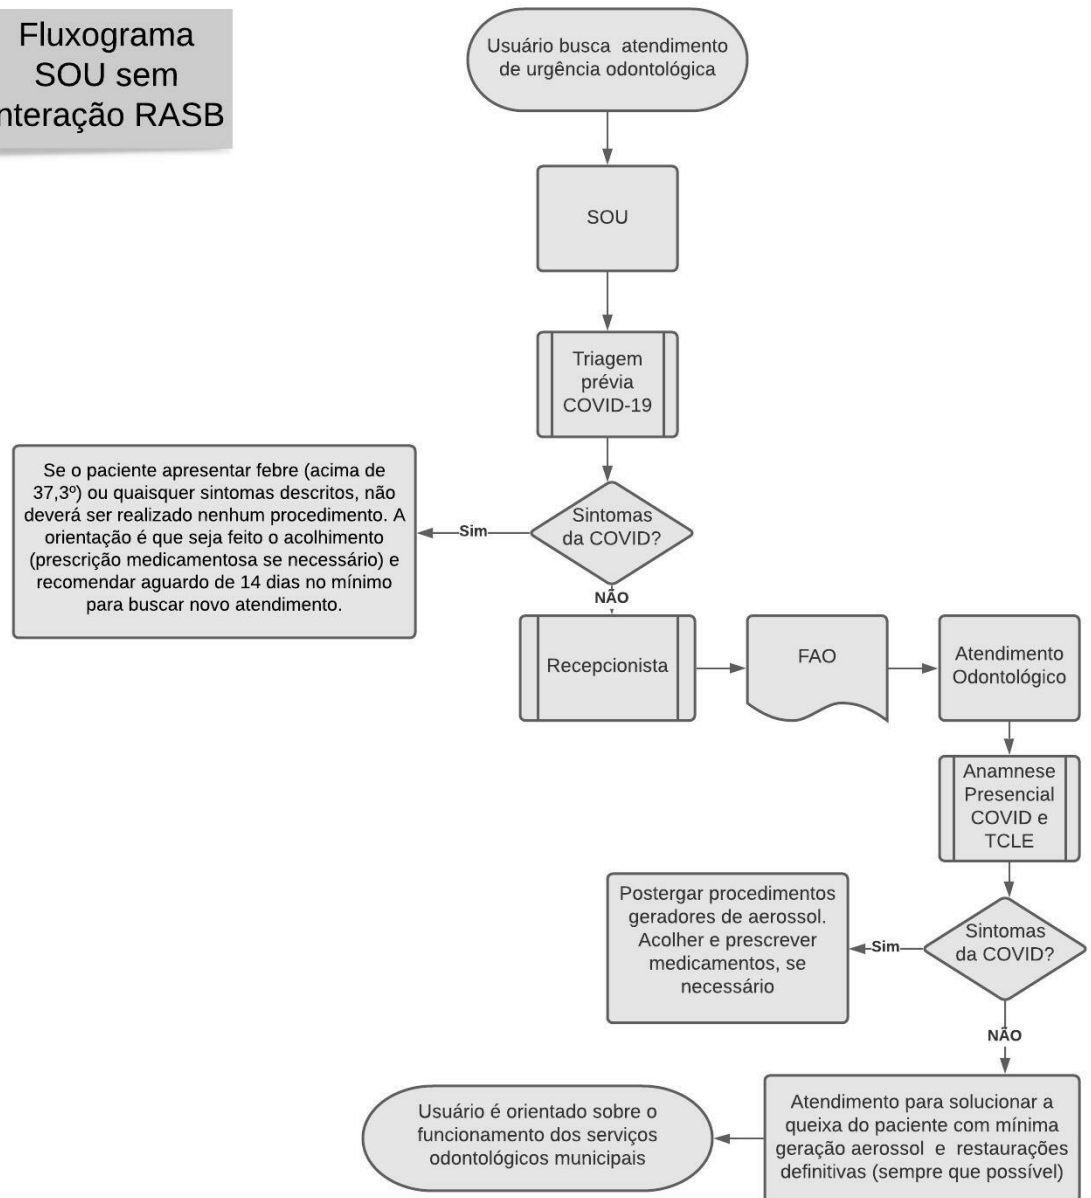 Fluxograma
SOU sem
nteração RASB
Usuário busca atendimento
de urgência odontológica
SOU
Triagem
prévia
COVID-19
Se o paciente apresentar febre (acima de
37,3º) ou quaisquer sintomas descritos, não
deverá ser realizado nenhum procedimento. A
orientação é que seja feito o acolhimento
(prescrição medicamentosa se necessário) e
recomendar aguardo de 14 dias no mínimo
para buscar novo atendimento.
Sim
Sintomas
da COVID?
NÃO
Recepcionista
FAO
Atendimento
Odontológico
Anamnese
Presencial
COVID e
TCLE
Postergar procedimentos
geradores de aerossol.
Acolher e prescrever
medicamentos, se
necessário
Sim
Sintomas
da COVID?
NÃO
Usuário é orientado sobre o
funcionamento dos serviços
odontológicos municipais
Atendimento para solucionar a
queixa do paciente com mínima
geração aerossol e restaurações
definitivas (sempre que possível)